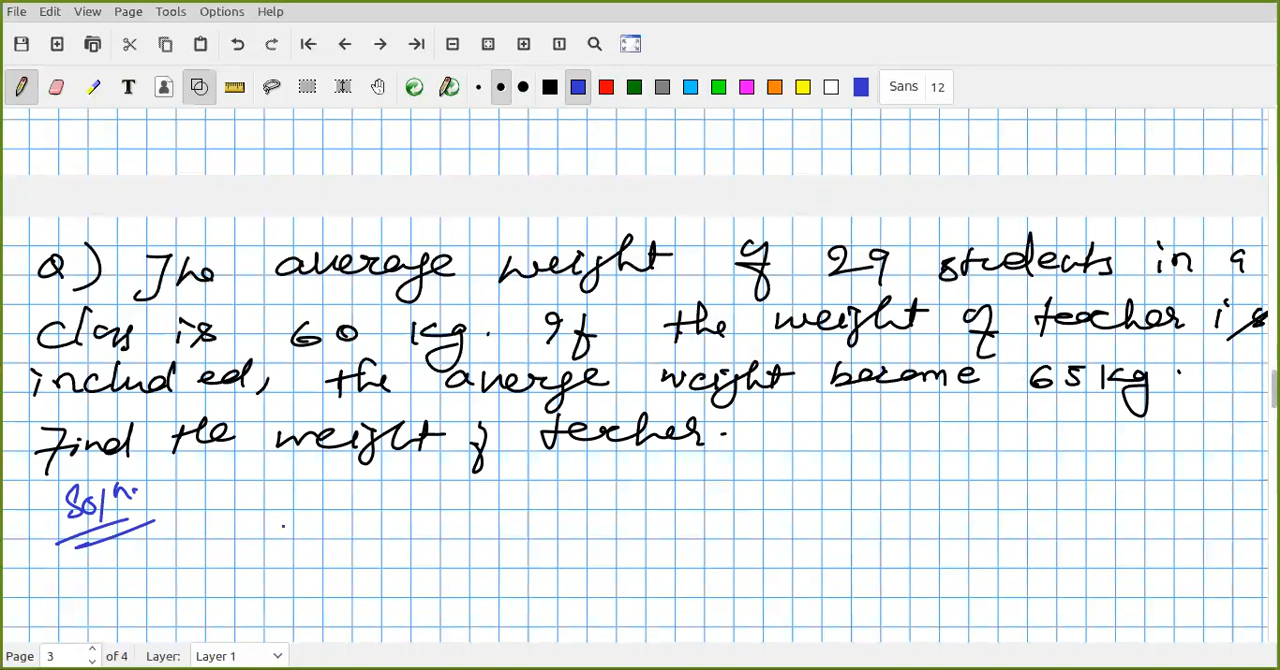 File Edit View Page Tools Options Help
Sans 12
Q) The average weight of 29 students in a
class is 60 kg. If the weight of teacher is
included, the averge weight become 65 kg.
Find the weight of teacher.
Solⁿ.
Page 3 of 4 Layer: Layer 1